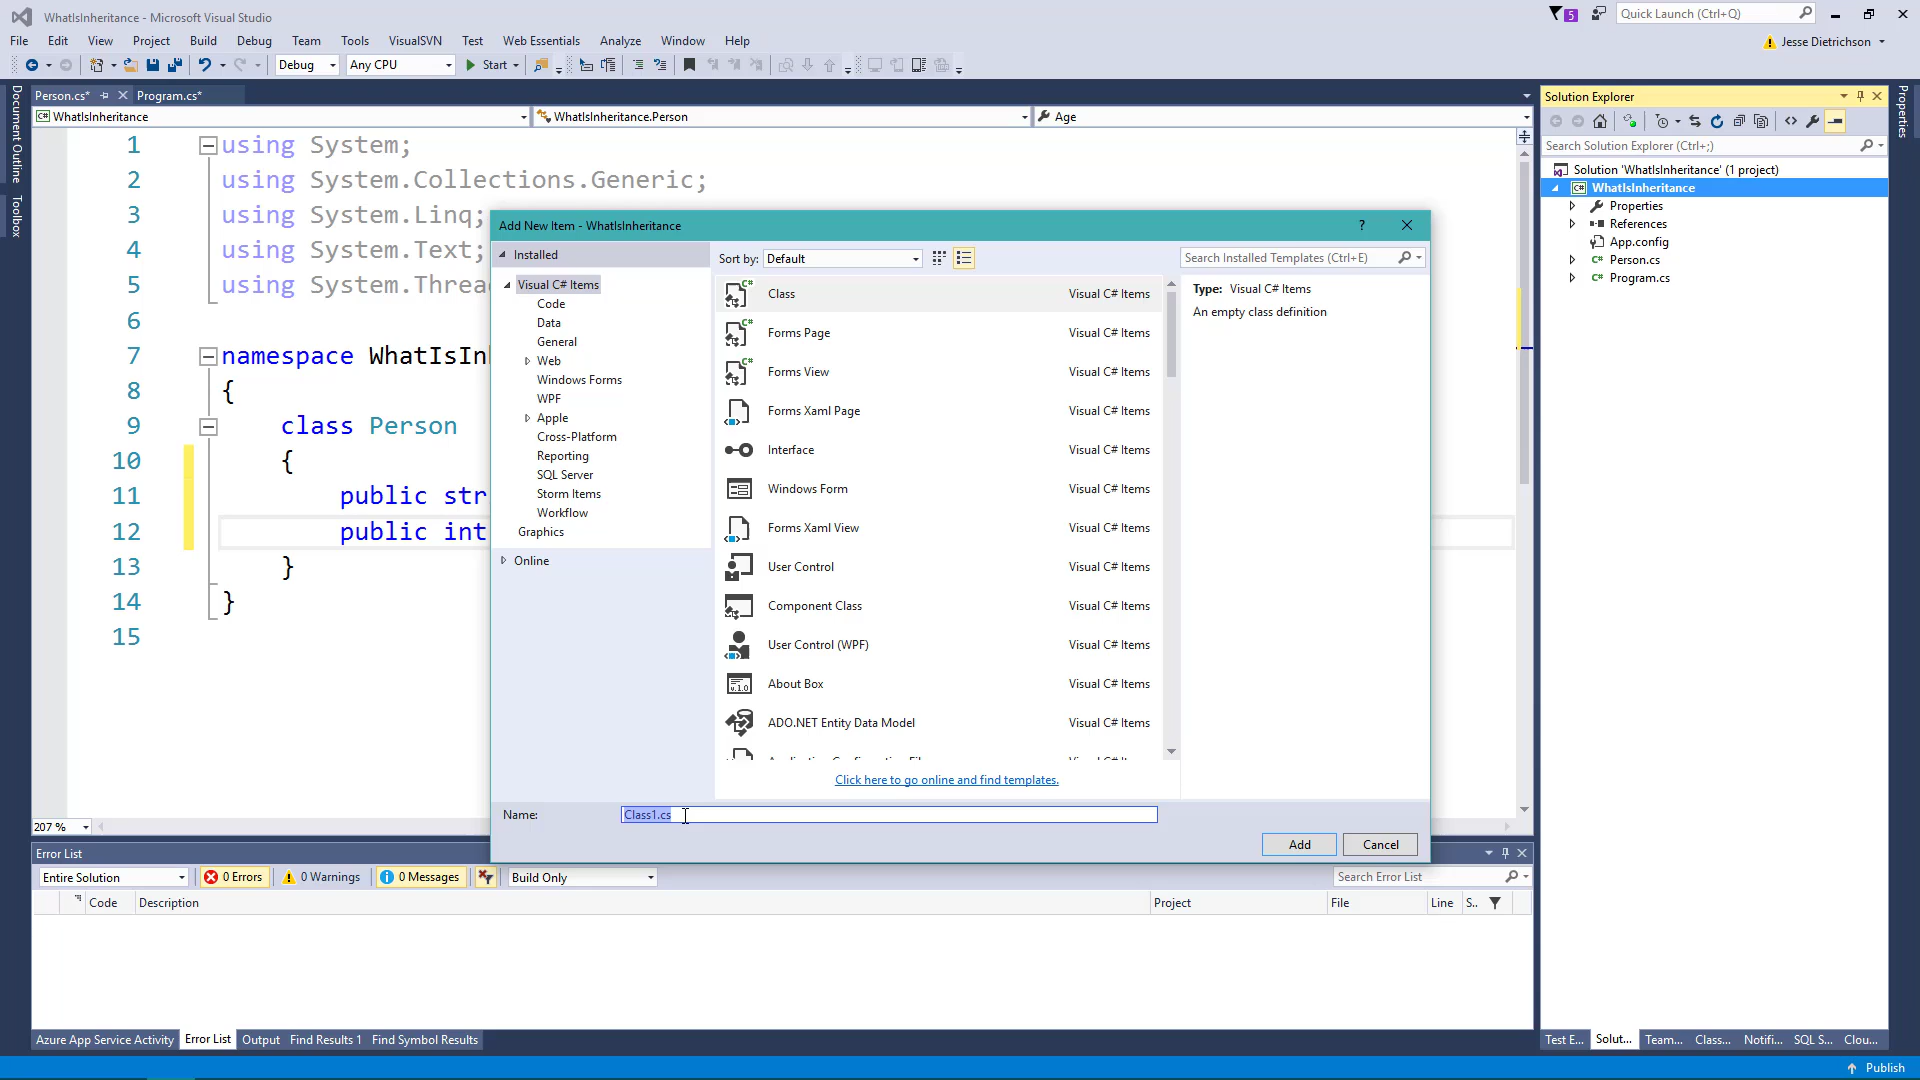 WhatIsInheritance - Microsoft Visual Studio
5
Quick Launch (Ctrl+Q)
File Edit View Project Build Debug Team Tools VisualSVN Test Web Essentials Analyze Window Help
Jesse Dietrichson
Debug Any CPU Start
Document Outline
Toolbox
Person.cs* Program.cs*
WhatIsInheritance WhatIsInheritance.Person Age
1 using System;
2 using System.Collections.Generic;
3 using System.Linq;
4 using System.Text;
5 using System.Threa
6
7 namespace WhatIsInh
8 {
9 class Person
10 {
11 public str
12 public int
13 }
14 }
15
207 %
Add New Item - WhatIsInheritance
?
Installed
Sort by: Default
Search Installed Templates (Ctrl+E)
Visual C# Items
Code
Data
General
Web
Windows Forms
WPF
Apple
Cross-Platform
Reporting
SQL Server
Storm Items
Workflow
Graphics
Online
Class Visual C# Items
Forms Page Visual C# Items
Forms View Visual C# Items
Forms Xaml Page Visual C# Items
Interface Visual C# Items
Windows Form Visual C# Items
Forms Xaml View Visual C# Items
User Control Visual C# Items
Component Class Visual C# Items
User Control (WPF) Visual C# Items
About Box Visual C# Items
ADO.NET Entity Data Model Visual C# Items
Click here to go online and find templates.
Type: Visual C# Items
An empty class definition
Name: Class1.cs
Add Cancel
Solution Explorer
Search Solution Explorer (Ctrl+;)
Solution 'WhatIsInheritance' (1 project)
WhatIsInheritance
Properties
References
App.config
Person.cs
Program.cs
Properties
Error List
Entire Solution 0 Errors 0 Warnings 0 Messages Build Only
Search Error List
Code Description Project File Line S..
Azure App Service Activity Error List Output Find Results 1 Find Symbol Results
Test E... Solut... Team... Class... Notifi... SQL S... Clou...
Publish